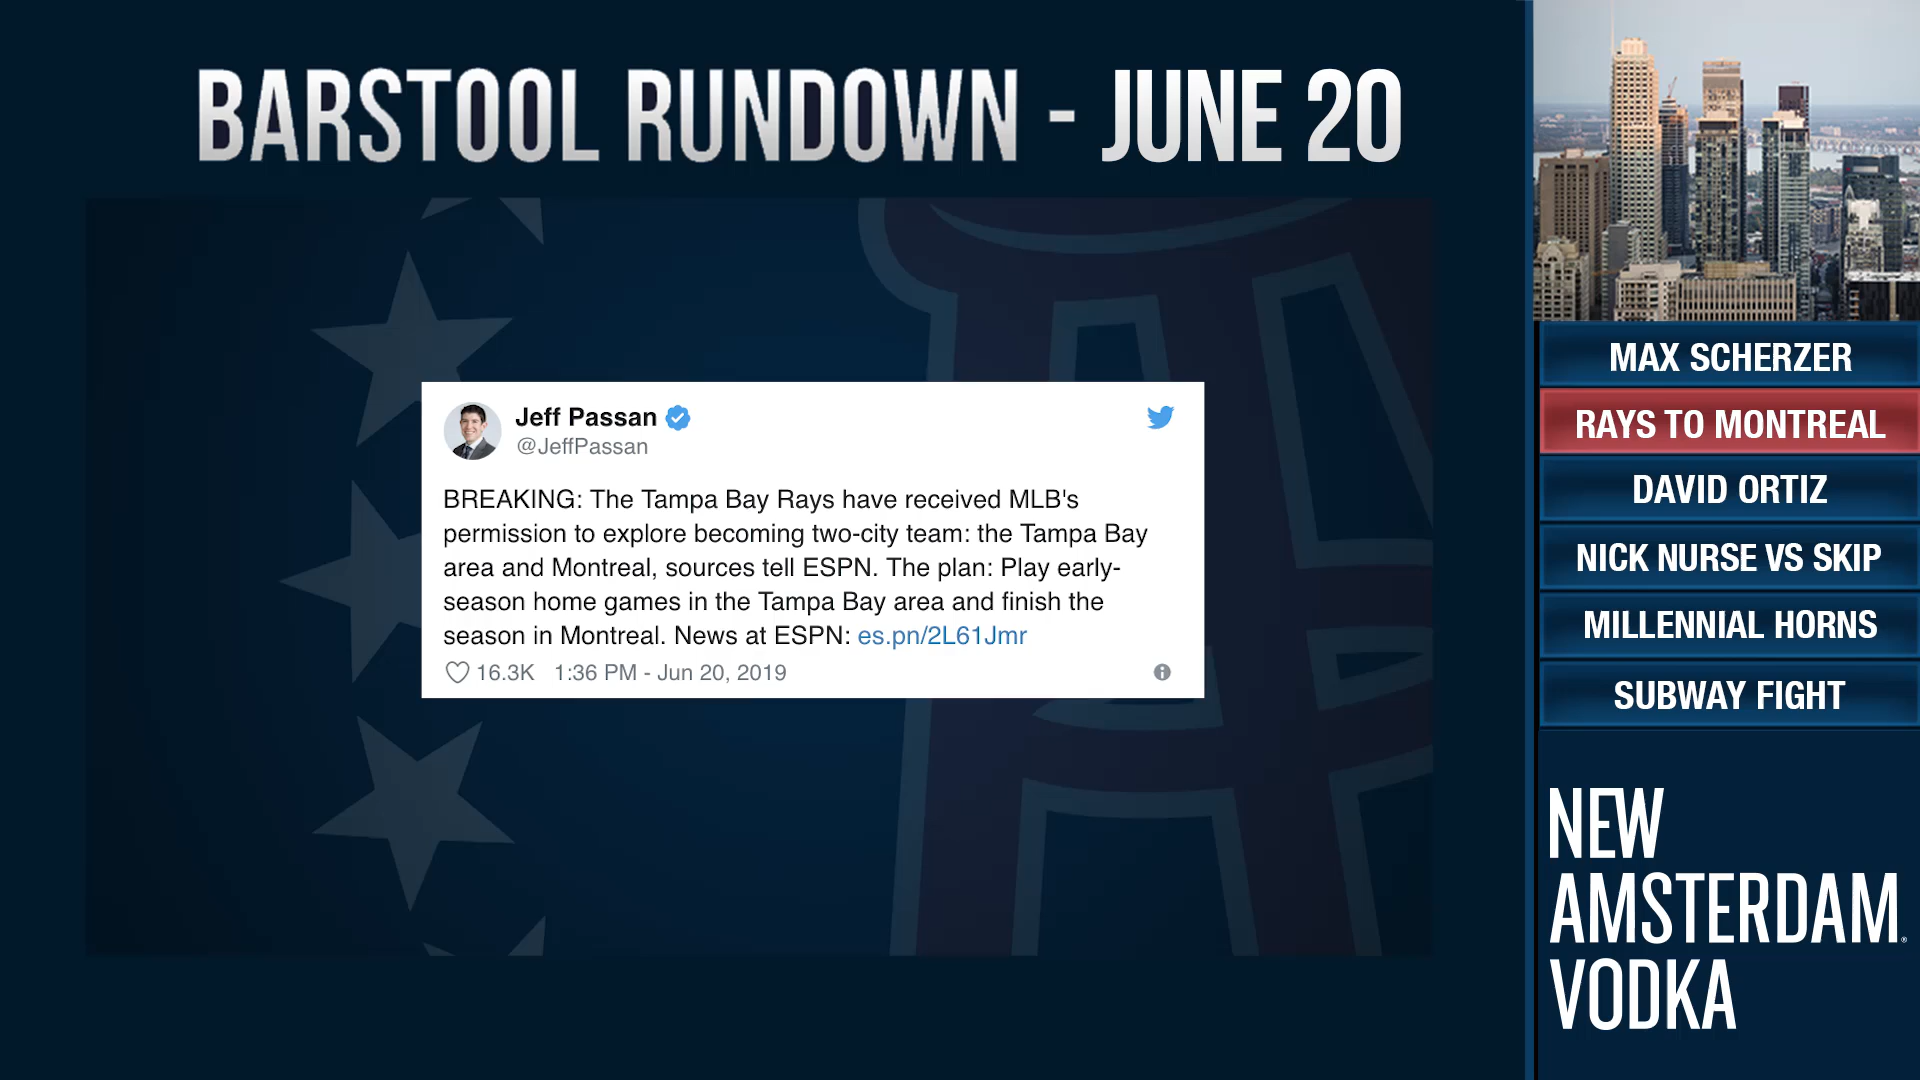 BARSTOOL RUNDOWN - JUNE 20
Jeff Passan
@JeffPassan
BREAKING: The Tampa Bay Rays have received MLB's
permission to explore becoming two-city team: the Tampa Bay
area and Montreal, sources tell ESPN. The plan: Play early-
season home games in the Tampa Bay area and finish the
season in Montreal. News at ESPN: es.pn/2L61Jmr
16.3K 1:36 PM - Jun 20, 2019
MAX SCHERZER
RAYS TO MONTREAL
DAVID ORTIZ
NICK NURSE VS SKIP
MILLENNIAL HORNS
SUBWAY FIGHT
NEW
AMSTERDAM®
VODKA